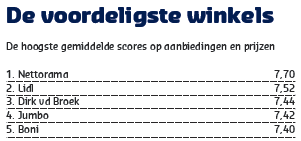 De voordeligste winkels
De hoogste gemiddelde scores op aanbiedingen en prijzen
1. Nettorama 7,70
2. Lidl 7,52
3. Dirk vd Broek 7,44
4. Jumbo 7,42
5. Boni 7,40